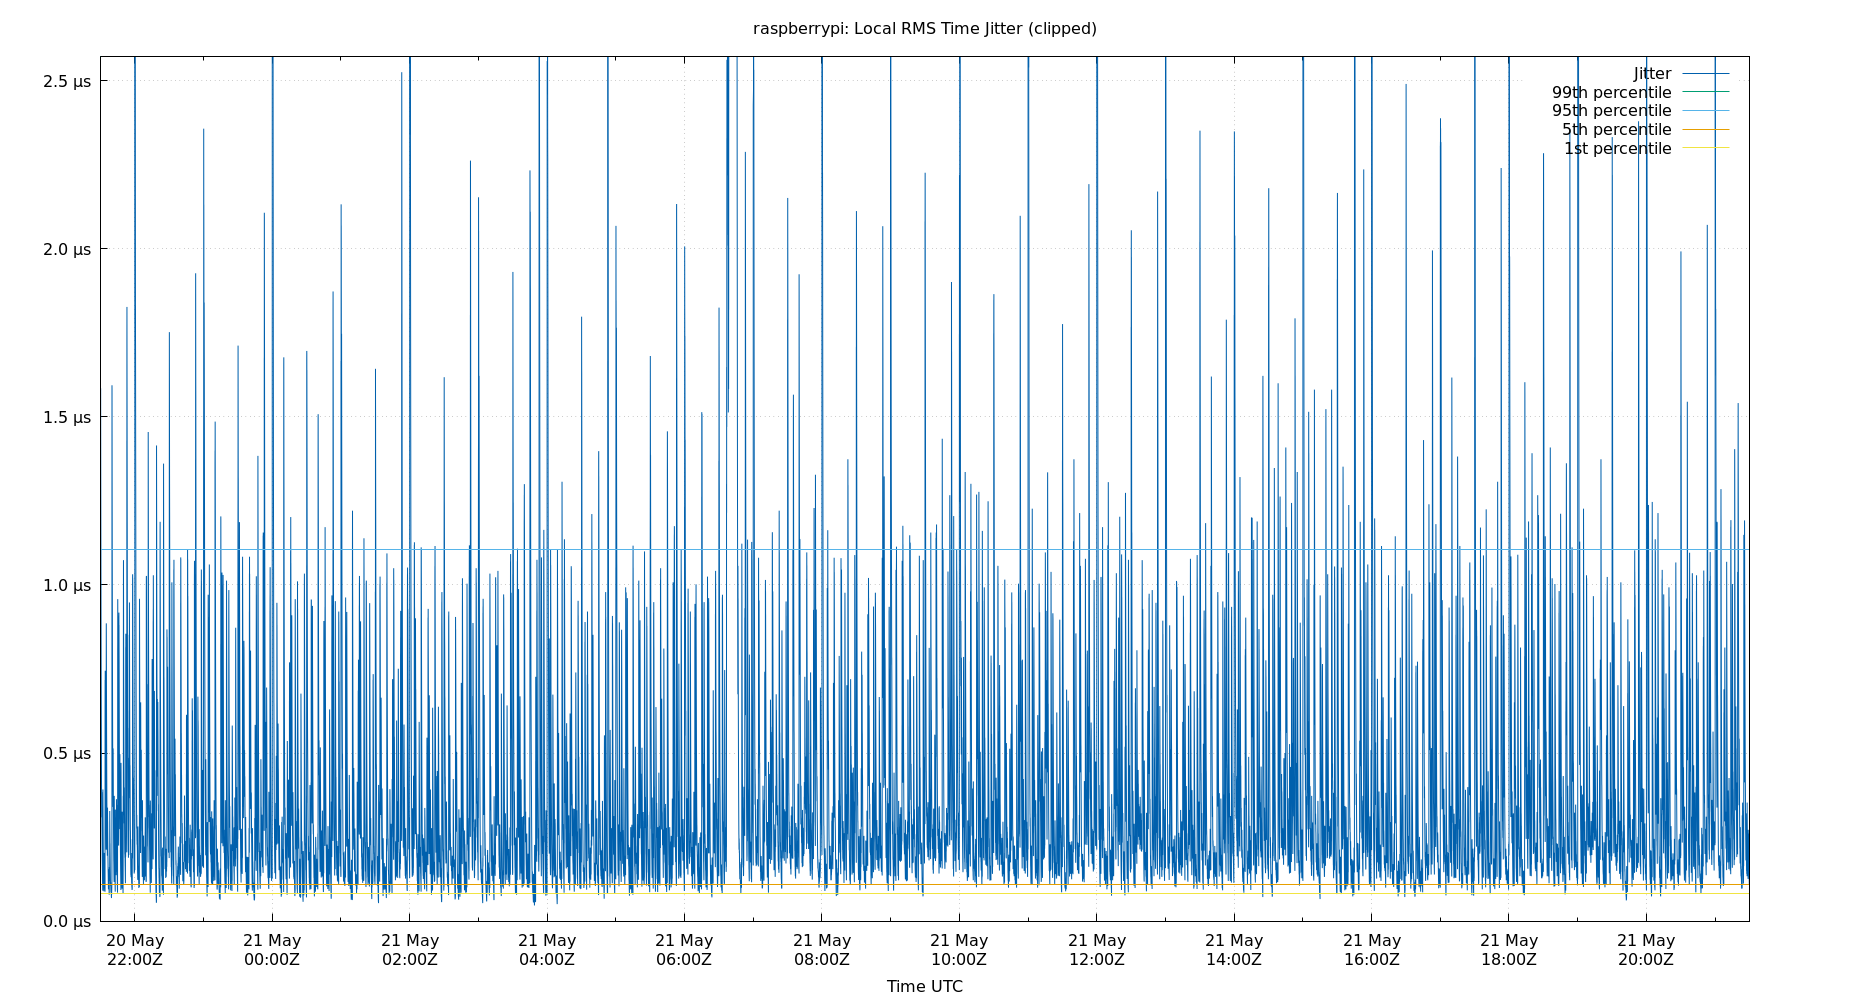 raspberrypi: Local RMS Time Jitter (clipped)
2.5 μs
2.0 μs
1.5 μs
1.0 μs
0.5 μs
0.0 μs
Jitter
99th percentile
95th percentile
5th percentile
1st percentile
20 May 21 May 21 May 21 May 21 May 21 May 21 May 21 May 21 May 21 May 21 May 21 May
22:00Z 00:00Z 02:00Z 04:00Z 06:00Z 08:00Z 10:00Z 12:00Z 14:00Z 16:00Z 18:00Z 20:00Z
Time UTC